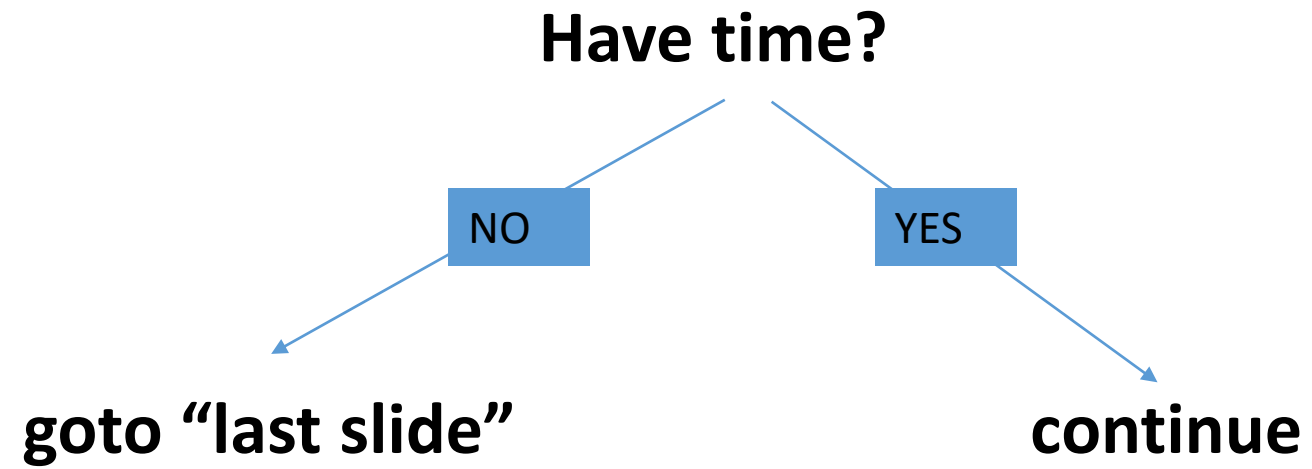 Have time?
NO
YES
goto “last slide”
continue